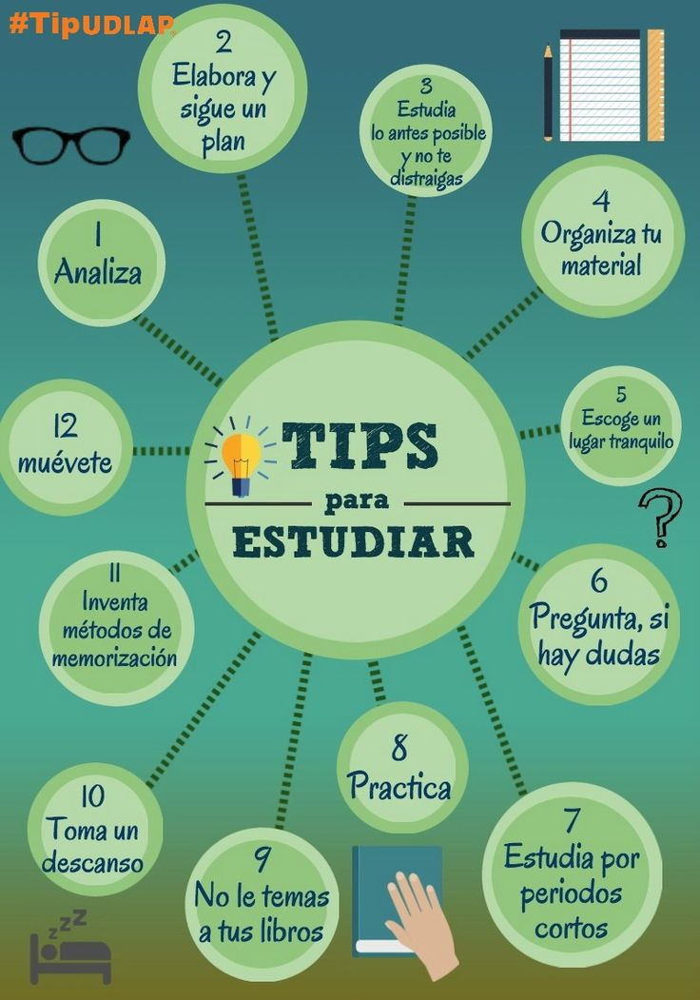 #TipUDLAP
TIPS
para
ESTUDIAR
1
Analiza
2
Elabora y
sigue un
plan
3
Estudia
lo antes posible
y no te
distraigas
4
Organiza tu
material
5
Escoge un
lugar tranquilo
6
Pregunta, si
hay dudas
7
Estudia por
periodos
cortos
8
Practica
9
No le temas
a tus libros
10
Toma un
descanso
11
Inventa
métodos de
memorización
12
muévete
?
zzz